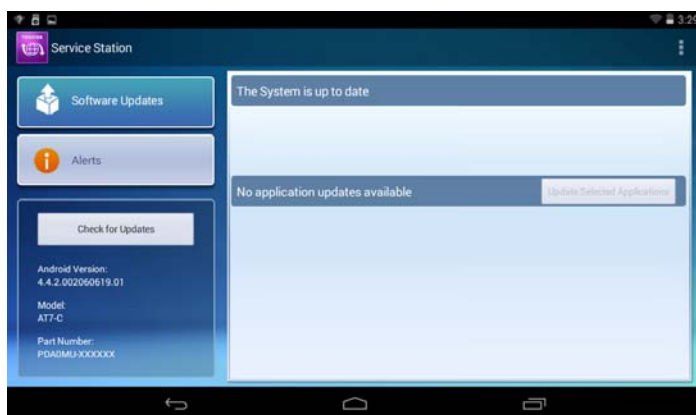 3:29
TOSHIBA
Service Station
Software Updates
Alerts
Check for Updates
Android Version:
4.4.2.002060619.01
Model:
AT7-C
Part Number:
PDA0MU-XXXXXX
The System is up to date
No application updates available
Update Selected Applications